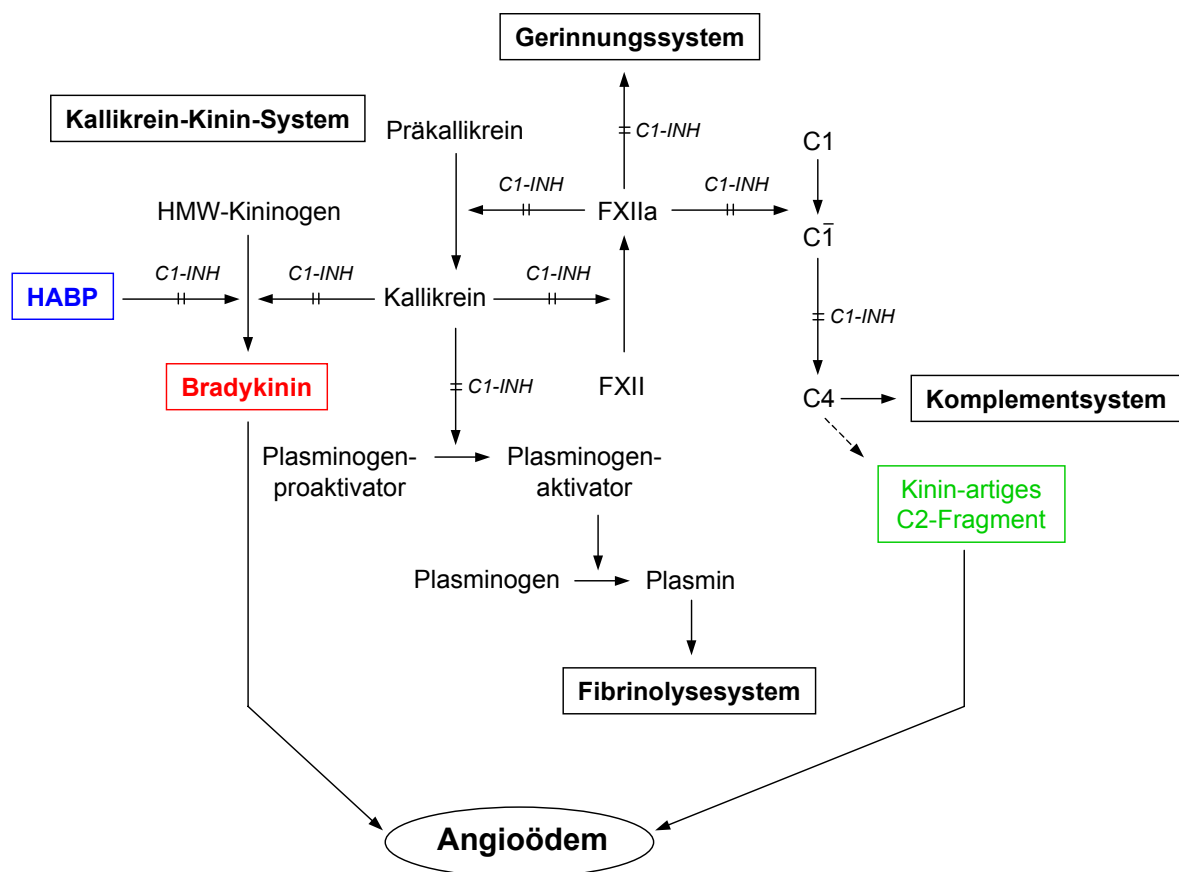 Gerinnungssystem
Kallikrein-Kinin-System
Präkallikrein
C1-INH
C1
C1-INH
C1-INH
HMW-Kininogen
FXIIa
C1̅
C1-INH
C1-INH
C1-INH
HABP
Kallikrein
C1-INH
Bradykinin
C1-INH
FXII
C4
Komplementsystem
Plasminogen-
proaktivator
Plasminogen-
aktivator
Kinin-artiges
C2-Fragment
Plasminogen
Plasmin
Fibrinolysesystem
Angioödem